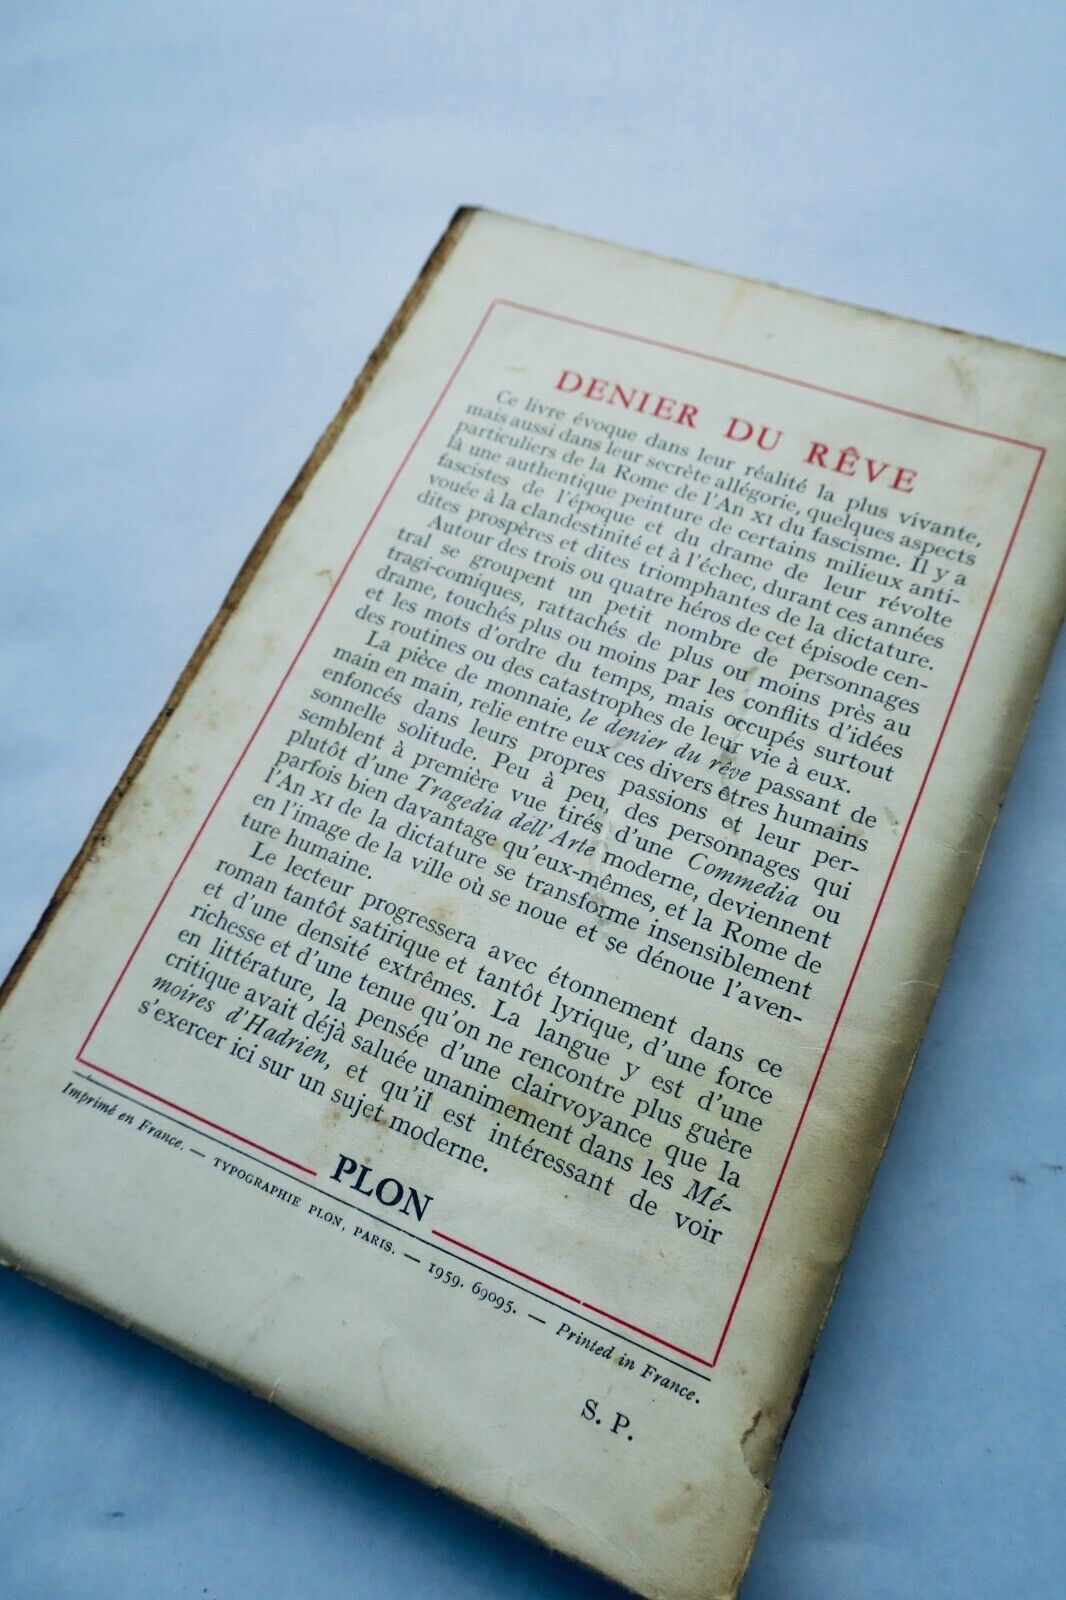 DENIER DU RÊVE
Ce livre évoque dans leur réalité la plus vivante,
mais aussi dans leur secrète allégorie, quelques aspects
particuliers de la Rome de l'An XI du fascisme. Il y a
là une authentique peinture de certains milieux anti-
fascistes de l'époque et du drame de leur révolte
vouée à la clandestinité et à l'échec, durant ces années
dites prospères et dites triomphantes de la dictature.
Autour des trois ou quatre héros de cet épisode cen-
tral se groupent un petit nombre de personnages
tragi-comiques, rattachés de plus ou moins près au
drame, touchés plus ou moins par les conflits d'idées
et les mots d'ordre du temps, mais occupés surtout
des routines ou des catastrophes de leur vie à eux.
La pièce de monnaie, le denier du rêve passant de
main en main, relie entre eux ces divers êtres humains
enfoncés dans leurs propres passions et leur per-
sonnelle solitude. Peu à peu, des personnages qui
semblent à première vue tirés d'une Commedia ou
plutôt d'une Tragedia dell'Arte moderne, deviennent
parfois bien davantage qu'eux-mêmes, et la Rome de
l'An XI de la dictature se transforme insensiblement
en l'image de la ville où se noue et se dénoue l'aven-
ture humaine.
Le lecteur progressera avec étonnement dans ce
roman tantôt satirique et tantôt lyrique, d'une force
et d'une densité extrêmes. La langue y est d'une
richesse et d'une tenue qu'on ne rencontre plus guère
en littérature, la pensée d'une clairvoyance que la
critique avait déjà saluée unanimement dans les Mé-
moires d'Hadrien, et qu'il est intéressant de voir
s'exercer ici sur un sujet moderne.
PLON
Imprimé en France. — TYPOGRAPHIE PLON, PARIS. — 1959. 69095. — Printed in France.
S. P.